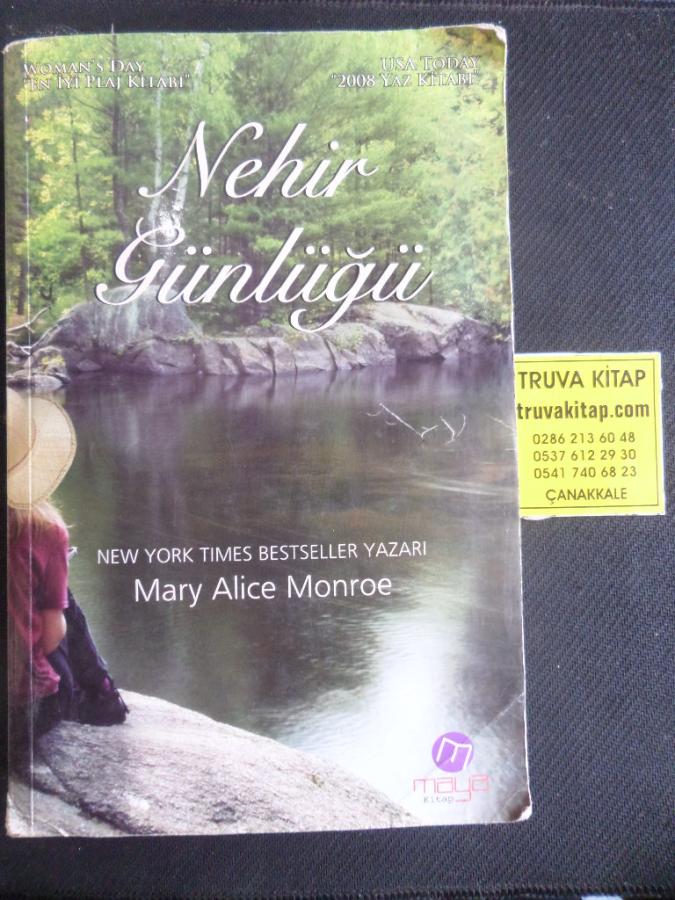 WOMAN'S DAY
"EN İYİ PLAJ KİTABI"
USA TODAY
"2008 YAZ KİTABI"
Nehir
Günlüğü
NEW YORK TIMES BESTSELLER YAZARI
Mary Alice Monroe
maya
kitap
TRUVA KİTAP
truvakitap.com
0286 213 60 48
0537 612 29 30
0541 740 68 23
ÇANAKKALE